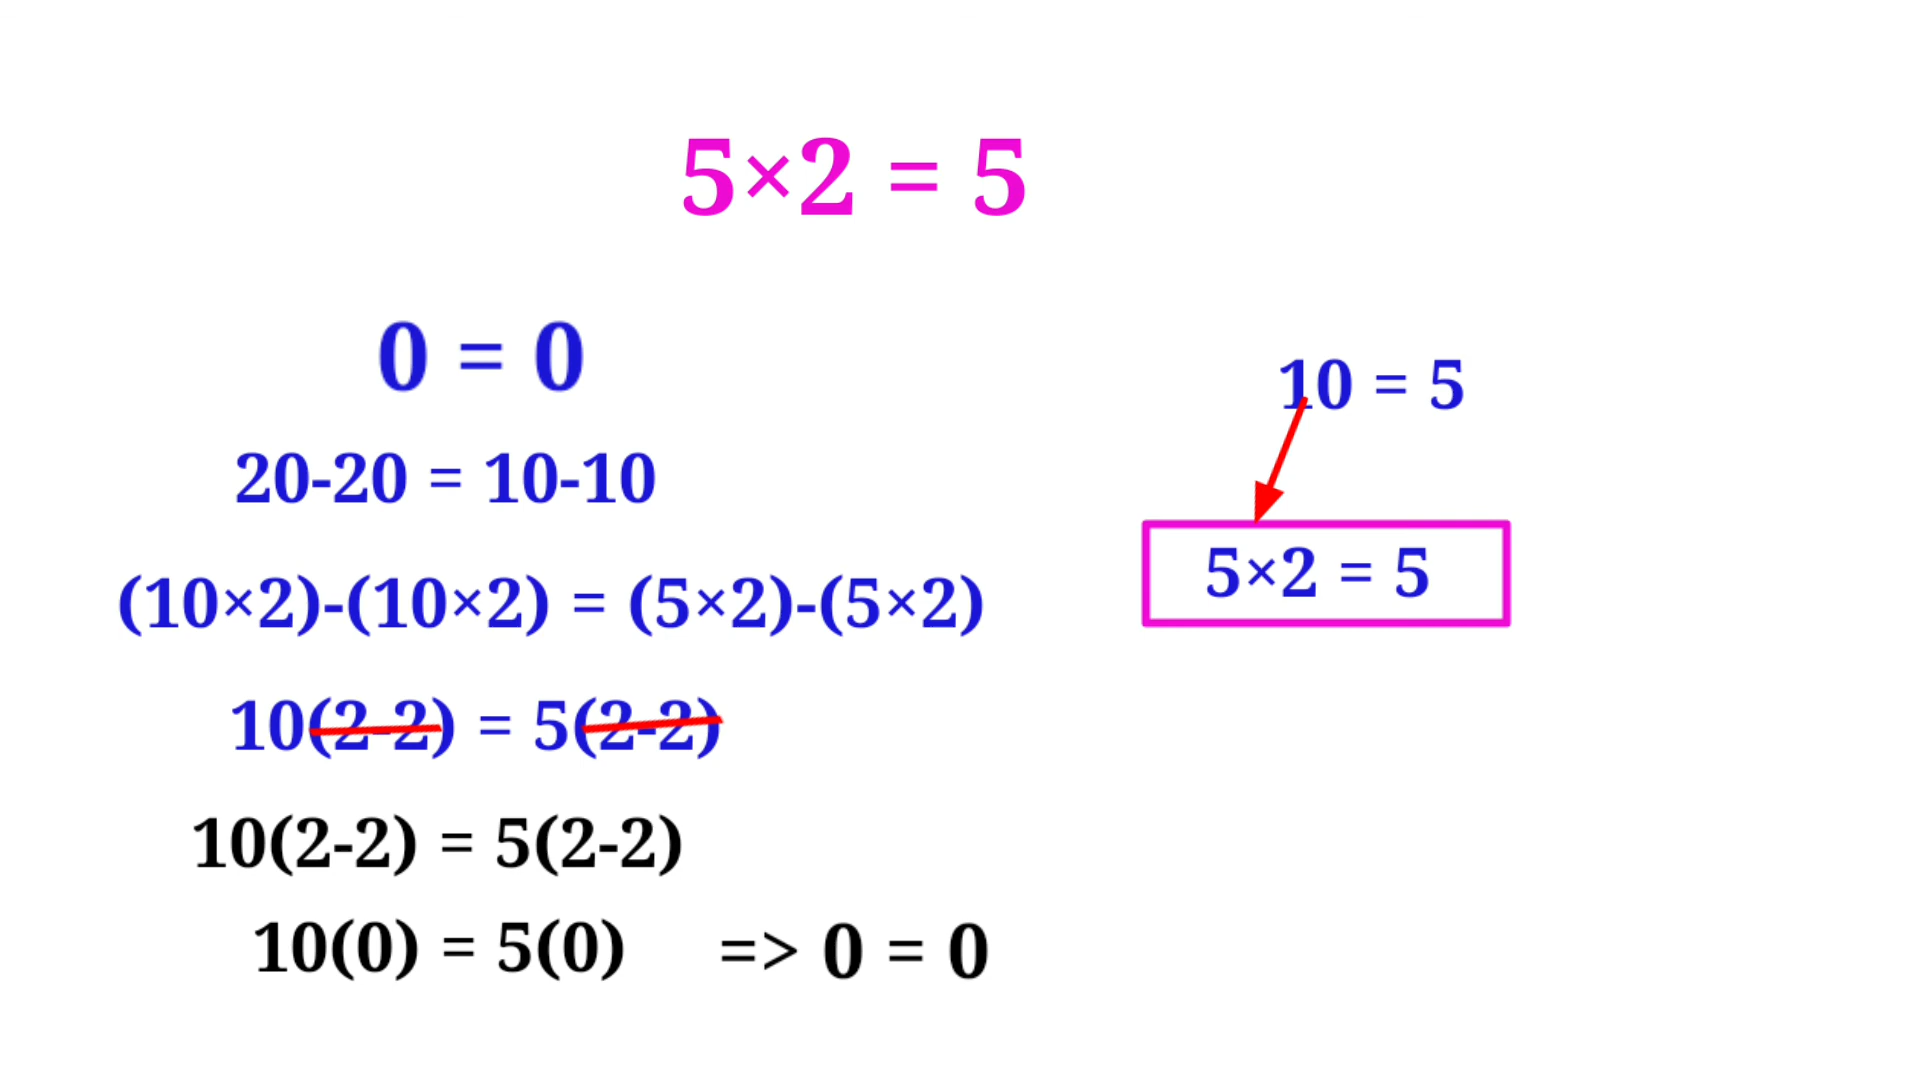 5×2 = 5
0 = 0
20-20 = 10-10
(10×2)-(10×2) = (5×2)-(5×2)
10(2-2) = 5(2-2)
10(2-2) = 5(2-2)
10(0) = 5(0) => 0 = 0
10 = 5
5×2 = 5